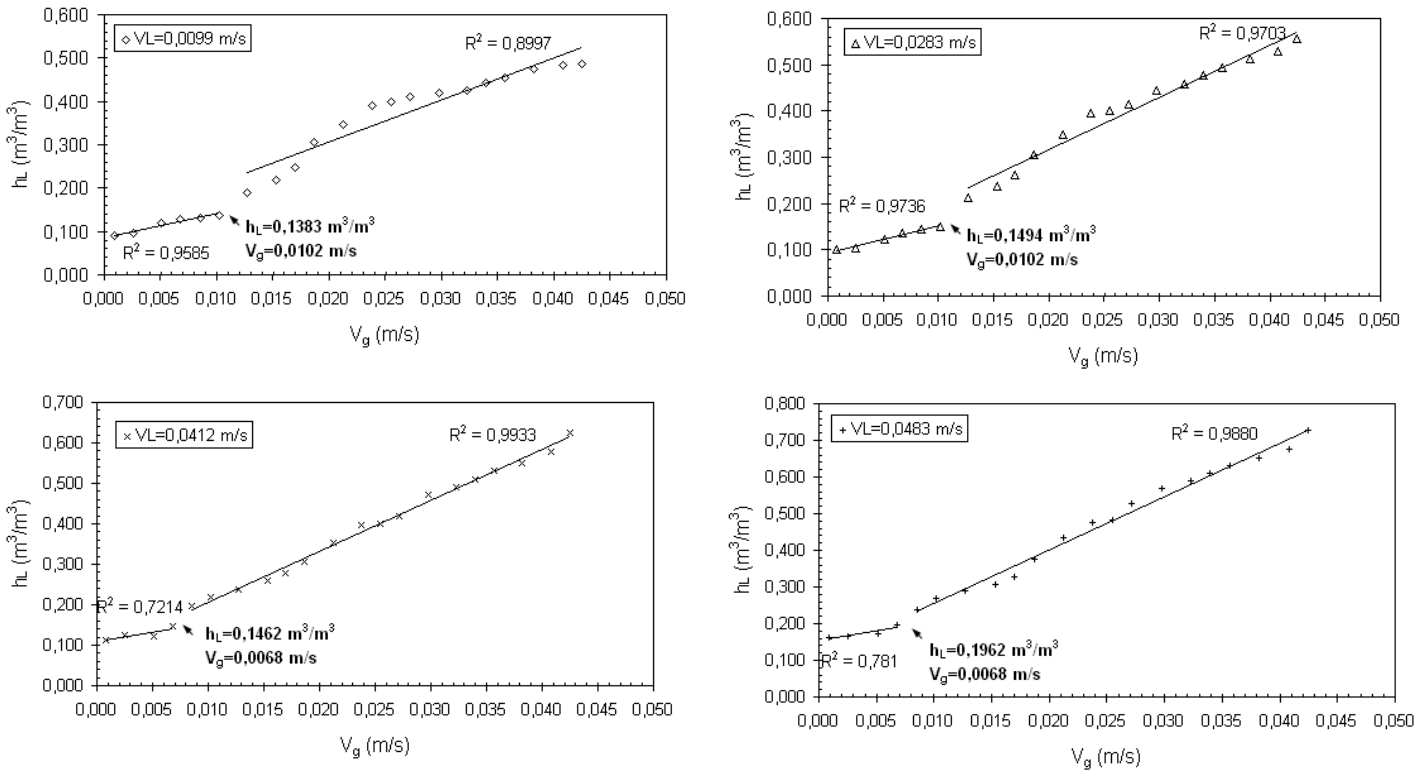 VL=0,0099 m/s
R² = 0,8997
R² = 0,9585
hL=0,1383 m³/m³
Vg=0,0102 m/s
hL (m³/m³)
0,600
0,500
0,400
0,300
0,200
0,100
0,000
0,000 0,005 0,010 0,015 0,020 0,025 0,030 0,035 0,040 0,045 0,050
Vg (m/s)
VL=0,0283 m/s
R² = 0,9703
R² = 0,9736
hL=0,1494 m³/m³
Vg=0,0102 m/s
hL (m³/m³)
0,600
0,500
0,400
0,300
0,200
0,100
0,000
0,000 0,005 0,010 0,015 0,020 0,025 0,030 0,035 0,040 0,045 0,050
Vg (m/s)
VL=0,0412 m/s
R² = 0,9933
R² = 0,7214
hL=0,1462 m³/m³
Vg=0,0068 m/s
hL (m³/m³)
0,700
0,600
0,500
0,400
0,300
0,200
0,100
0,000
0,000 0,005 0,010 0,015 0,020 0,025 0,030 0,035 0,040 0,045 0,050
Vg (m/s)
VL=0,0483 m/s
R² = 0,9880
R² = 0,781
hL=0,1962 m³/m³
Vg=0,0068 m/s
hL (m³/m³)
0,800
0,700
0,600
0,500
0,400
0,300
0,200
0,100
0,000
0,000 0,005 0,010 0,015 0,020 0,025 0,030 0,035 0,040 0,045 0,050
Vg (m/s)